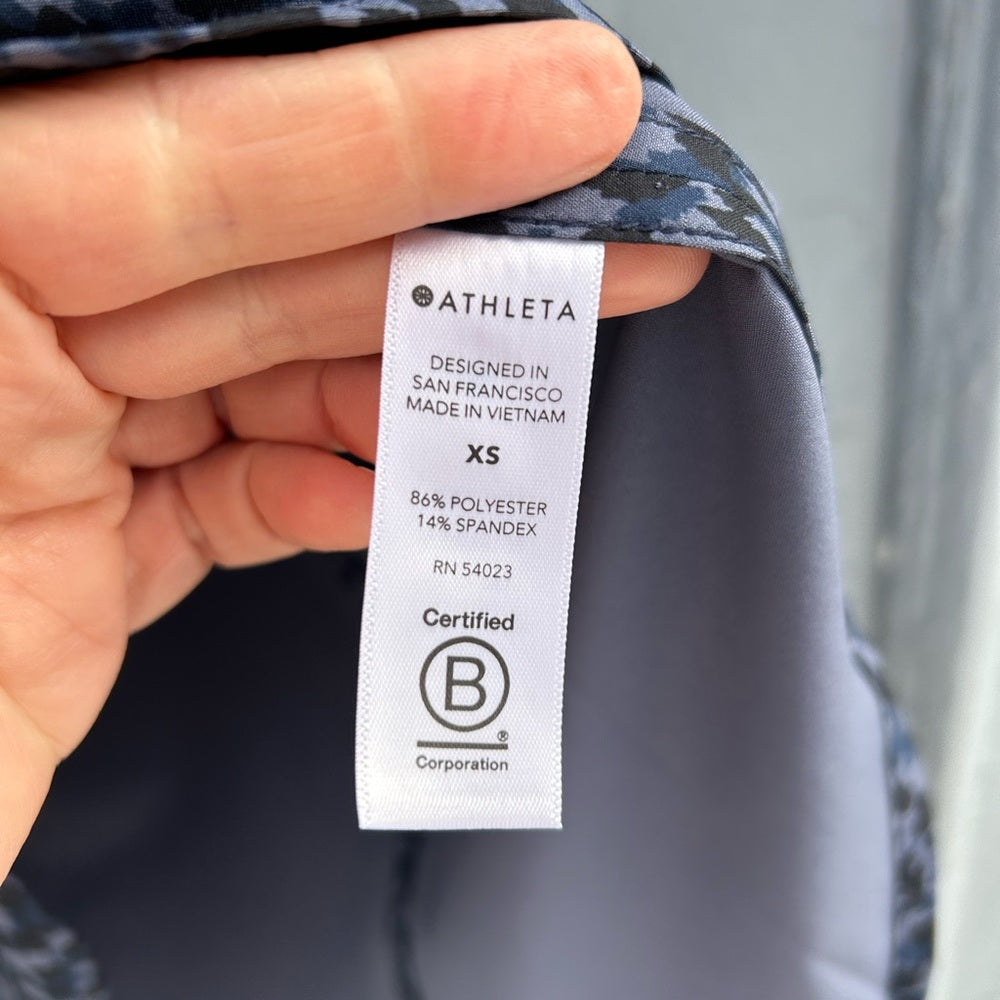 ATHLETA
DESIGNED IN
SAN FRANCISCO
MADE IN VIETNAM
XS
86% POLYESTER
14% SPANDEX
RN 54023
Certified
B
®
Corporation